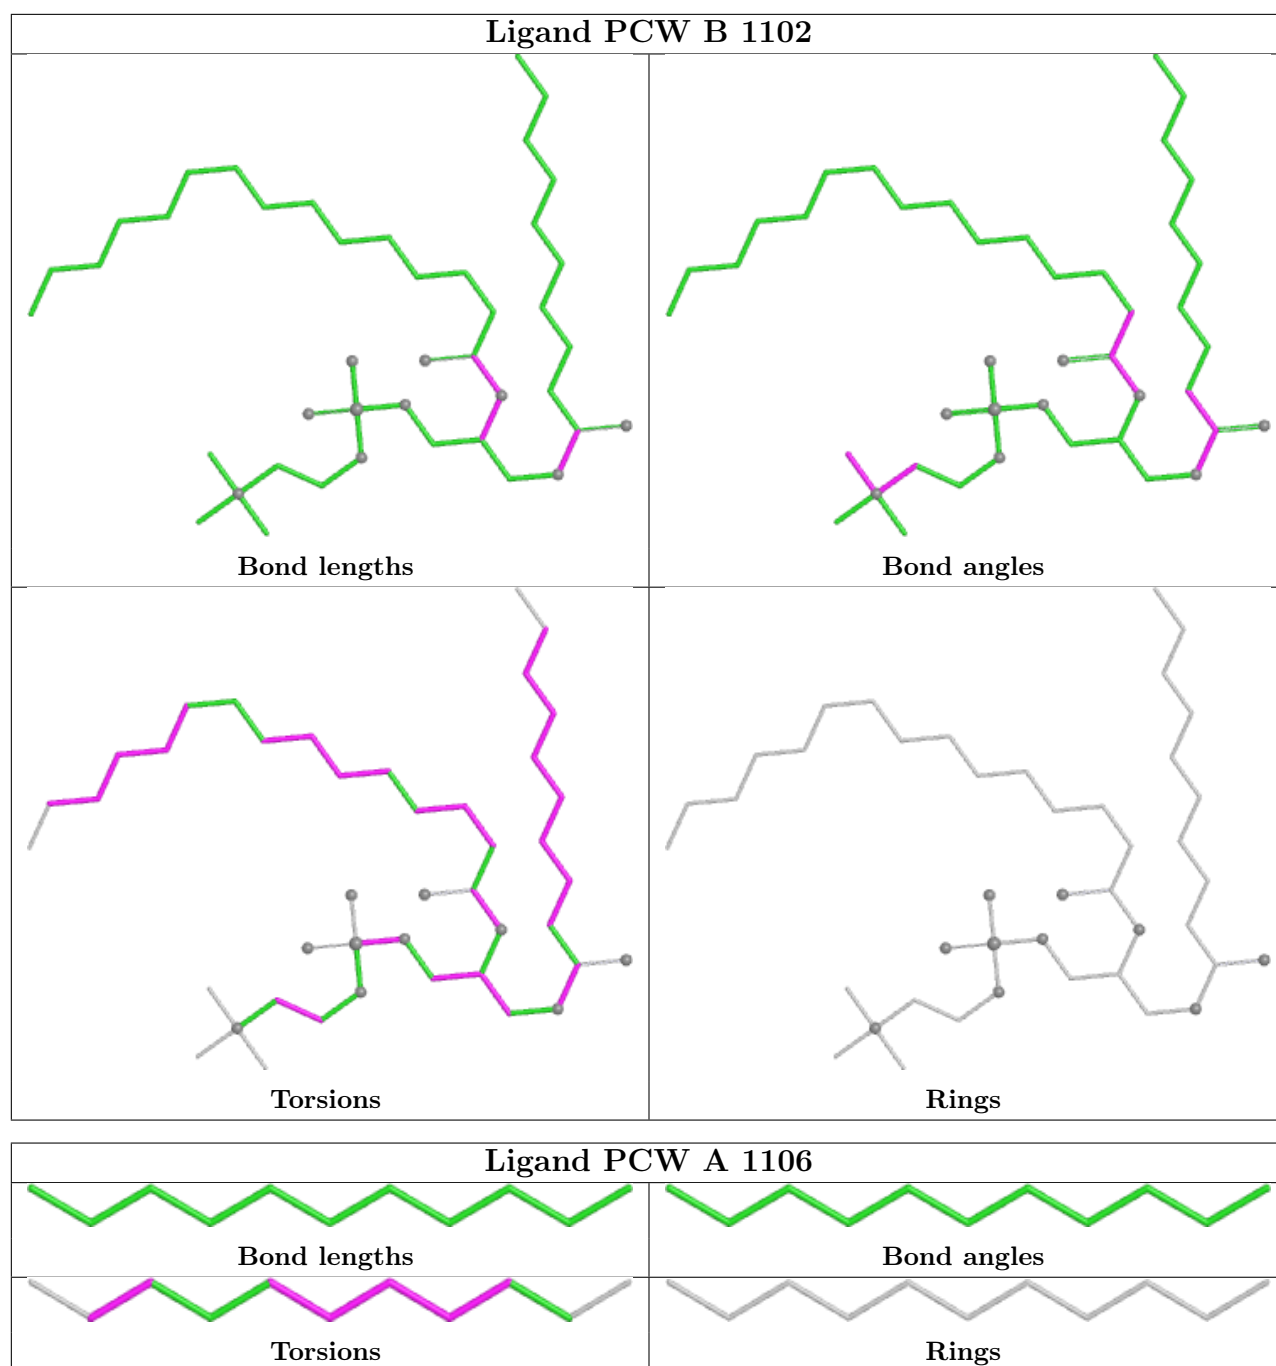 Ligand PCW B 1102
Bond lengths
Bond angles
Torsions
Rings
Ligand PCW A 1106
Bond lengths
Bond angles
Torsions
Rings